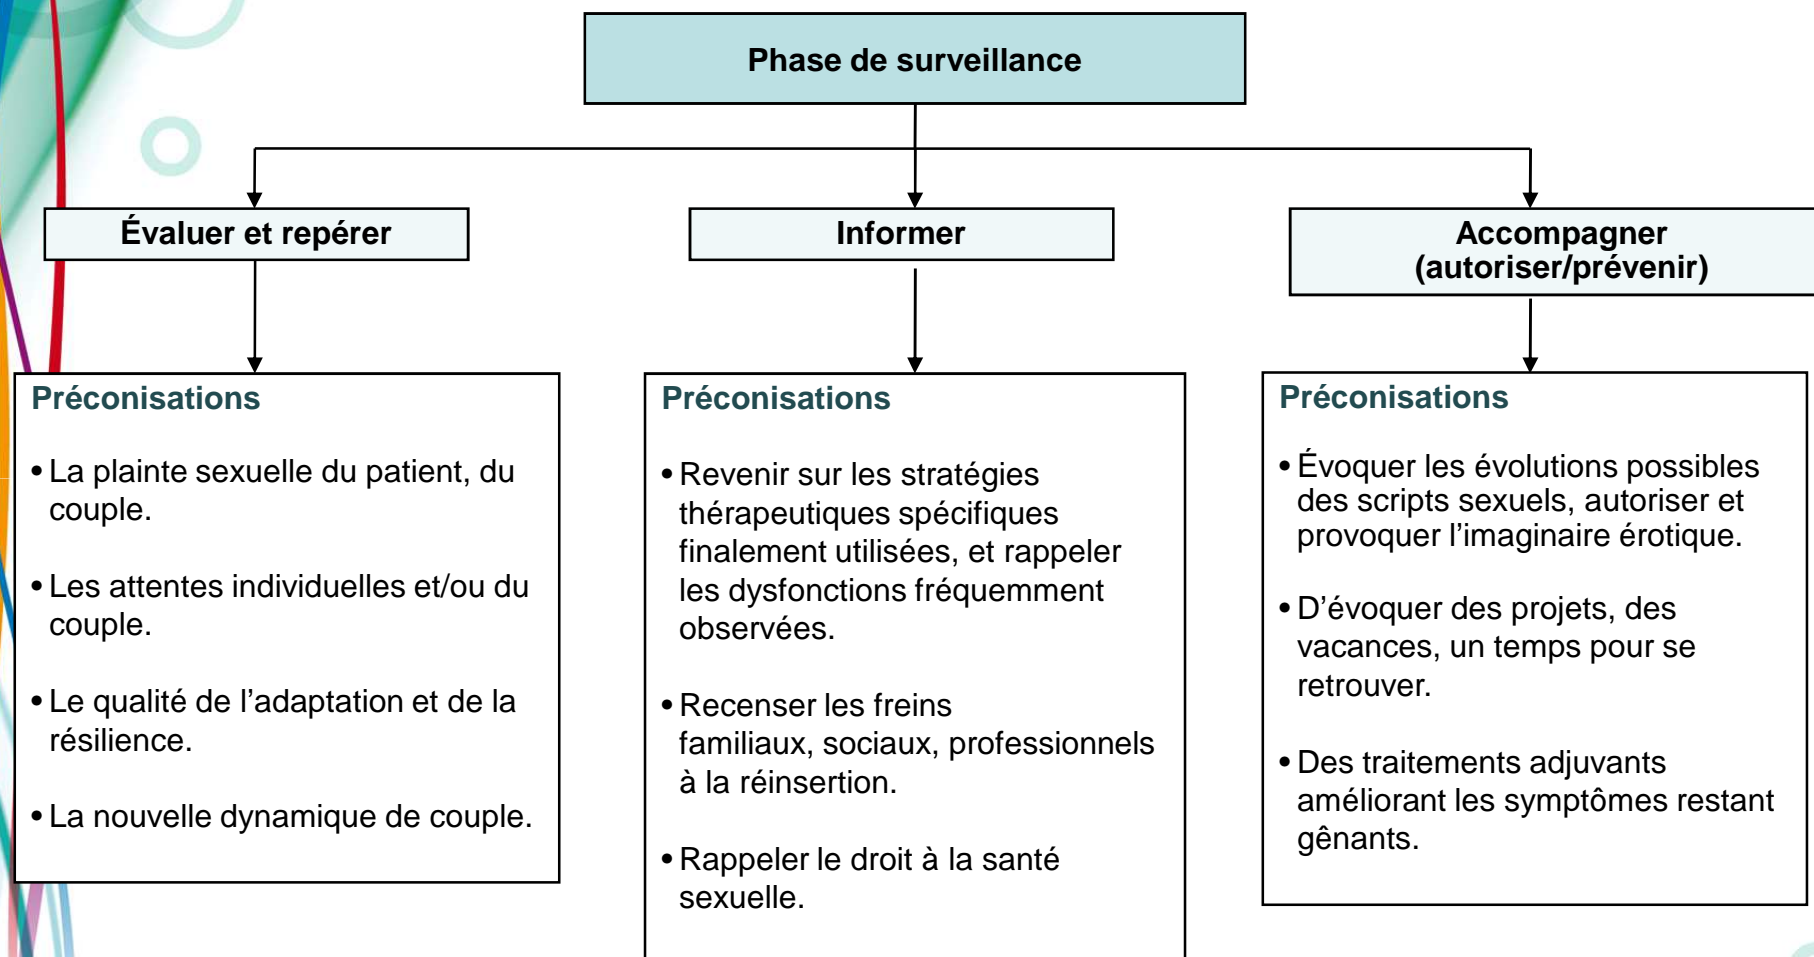 Phase de surveillance
Évaluer et repérer
Préconisations
• La plainte sexuelle du patient, du
couple.
• Les attentes individuelles et/ou du
couple.
• Le qualité de l’adaptation et de la
résilience.
• La nouvelle dynamique de couple.
Informer
Préconisations
• Revenir sur les stratégies
thérapeutiques spécifiques
finalement utilisées, et rappeler
les dysfonctions fréquemment
observées.
• Recenser les freins
familiaux, sociaux, professionnels
à la réinsertion.
• Rappeler le droit à la santé
sexuelle.
Accompagner
(autoriser/prévenir)
Préconisations
• Évoquer les évolutions possibles
des scripts sexuels, autoriser et
provoquer l’imaginaire érotique.
• D’évoquer des projets, des
vacances, un temps pour se
retrouver.
• Des traitements adjuvants
améliorant les symptômes restant
gênants.